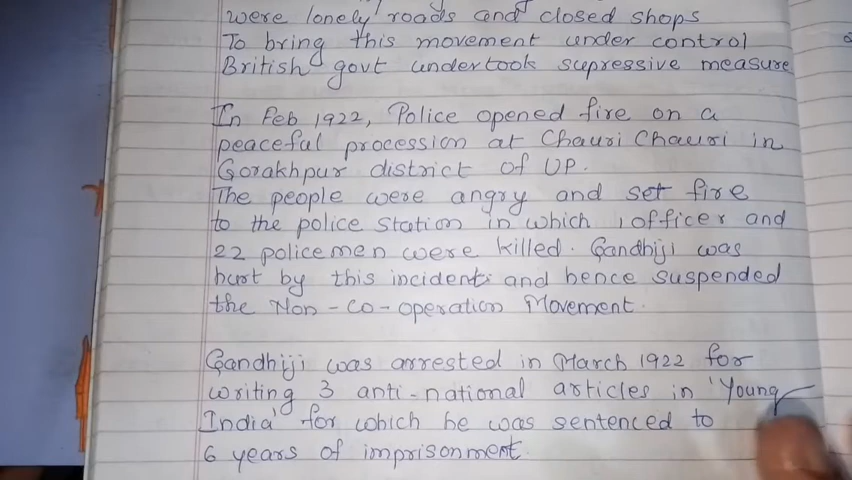 were lonely roads and closed shops
To bring this movement under control
British govt undertook supressive measure
In Feb 1922, Police opened fire on a
peaceful procession at Chauri Chauri in
Gorakhpur district of UP.
The people were angry and set fire
to the police station in which 1 officer and
22 policemen were killed. Gandhiji was
hurt by this incident and hence suspended
the Non-co-operation Movement.
Gandhiji was arrested in March 1922 for
writing 3 anti-national articles in 'Young
India' for which he was sentenced to
6 years of imprisonment.